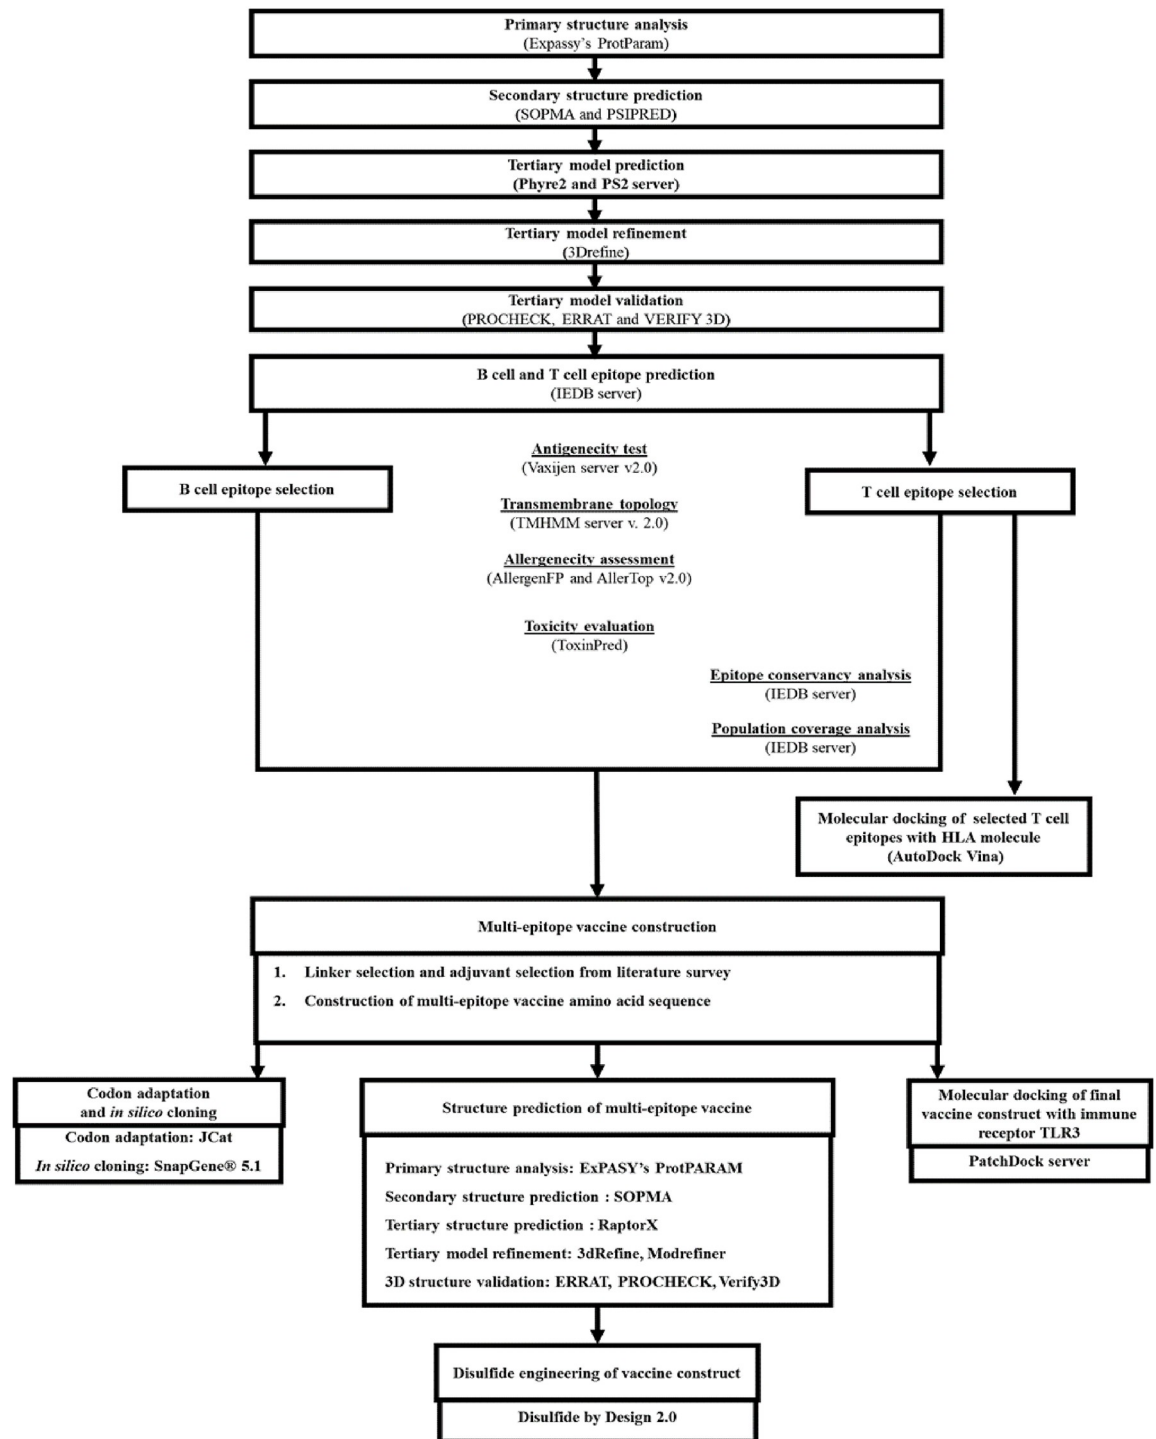 Primary structure analysis
(Expassy's ProtParam)
Secondary structure prediction
(SOPMA and PSIPRED)
Tertiary model prediction
(Phyre2 and PS2 server)
Tertiary model refinement
(3Drefine)
Tertiary model validation
(PROCHECK, ERRAT and VERIFY 3D)
B cell and T cell epitope prediction
(IEDB server)
B cell epitope selection
T cell epitope selection
Antigenecity test
(Vaxijen server v2.0)
Transmembrane topology
(TMHMM server v. 2.0)
Allergenecity assessment
(AllergenFP and AllerTop v2.0)
Toxicity evaluation
(ToxinPred)
Epitope conservancy analysis
(IEDB server)
Population coverage analysis
(IEDB server)
Molecular docking of selected T cell
epitopes with HLA molecule
(AutoDock Vina)
Multi-epitope vaccine construction
1. Linker selection and adjuvant selection from literature survey
2. Construction of multi-epitope vaccine amino acid sequence
Codon adaptation
and in silico cloning
Codon adaptation: JCat
In silico cloning: SnapGene® 5.1
Structure prediction of multi-epitope vaccine
Primary structure analysis: ExPASY's ProtPARAM
Secondary structure prediction : SOPMA
Tertiary structure prediction : RaptorX
Tertiary model refinement: 3dRefine, Modrefiner
3D structure validation: ERRAT, PROCHECK, Verify3D
Molecular docking of final
vaccine construct with immune
receptor TLR3
PatchDock server
Disulfide engineering of vaccine construct
Disulfide by Design 2.0